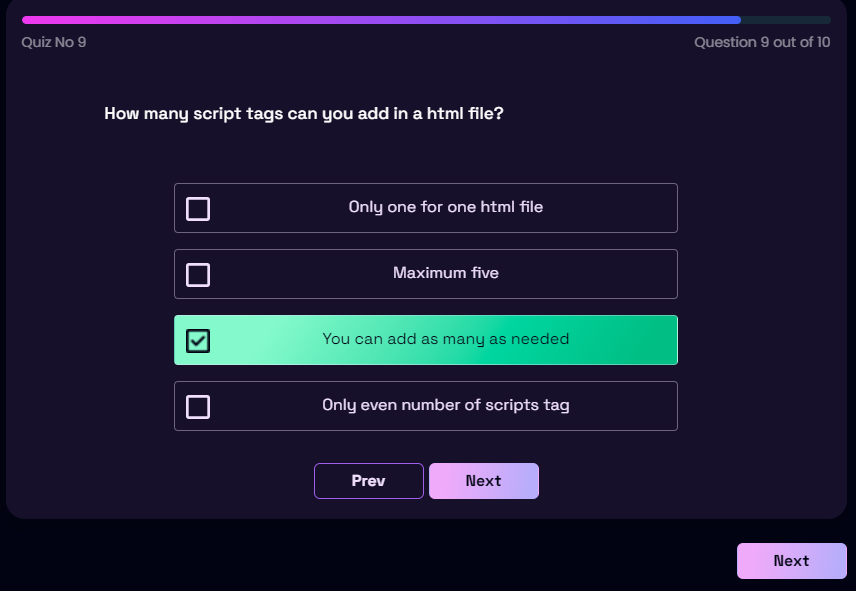 Quiz No 9
Question 9 out of 10
How many script tags can you add in a html file?
Only one for one html file
Maximum five
You can add as many as needed
Only even number of scripts tag
Prev
Next
Next